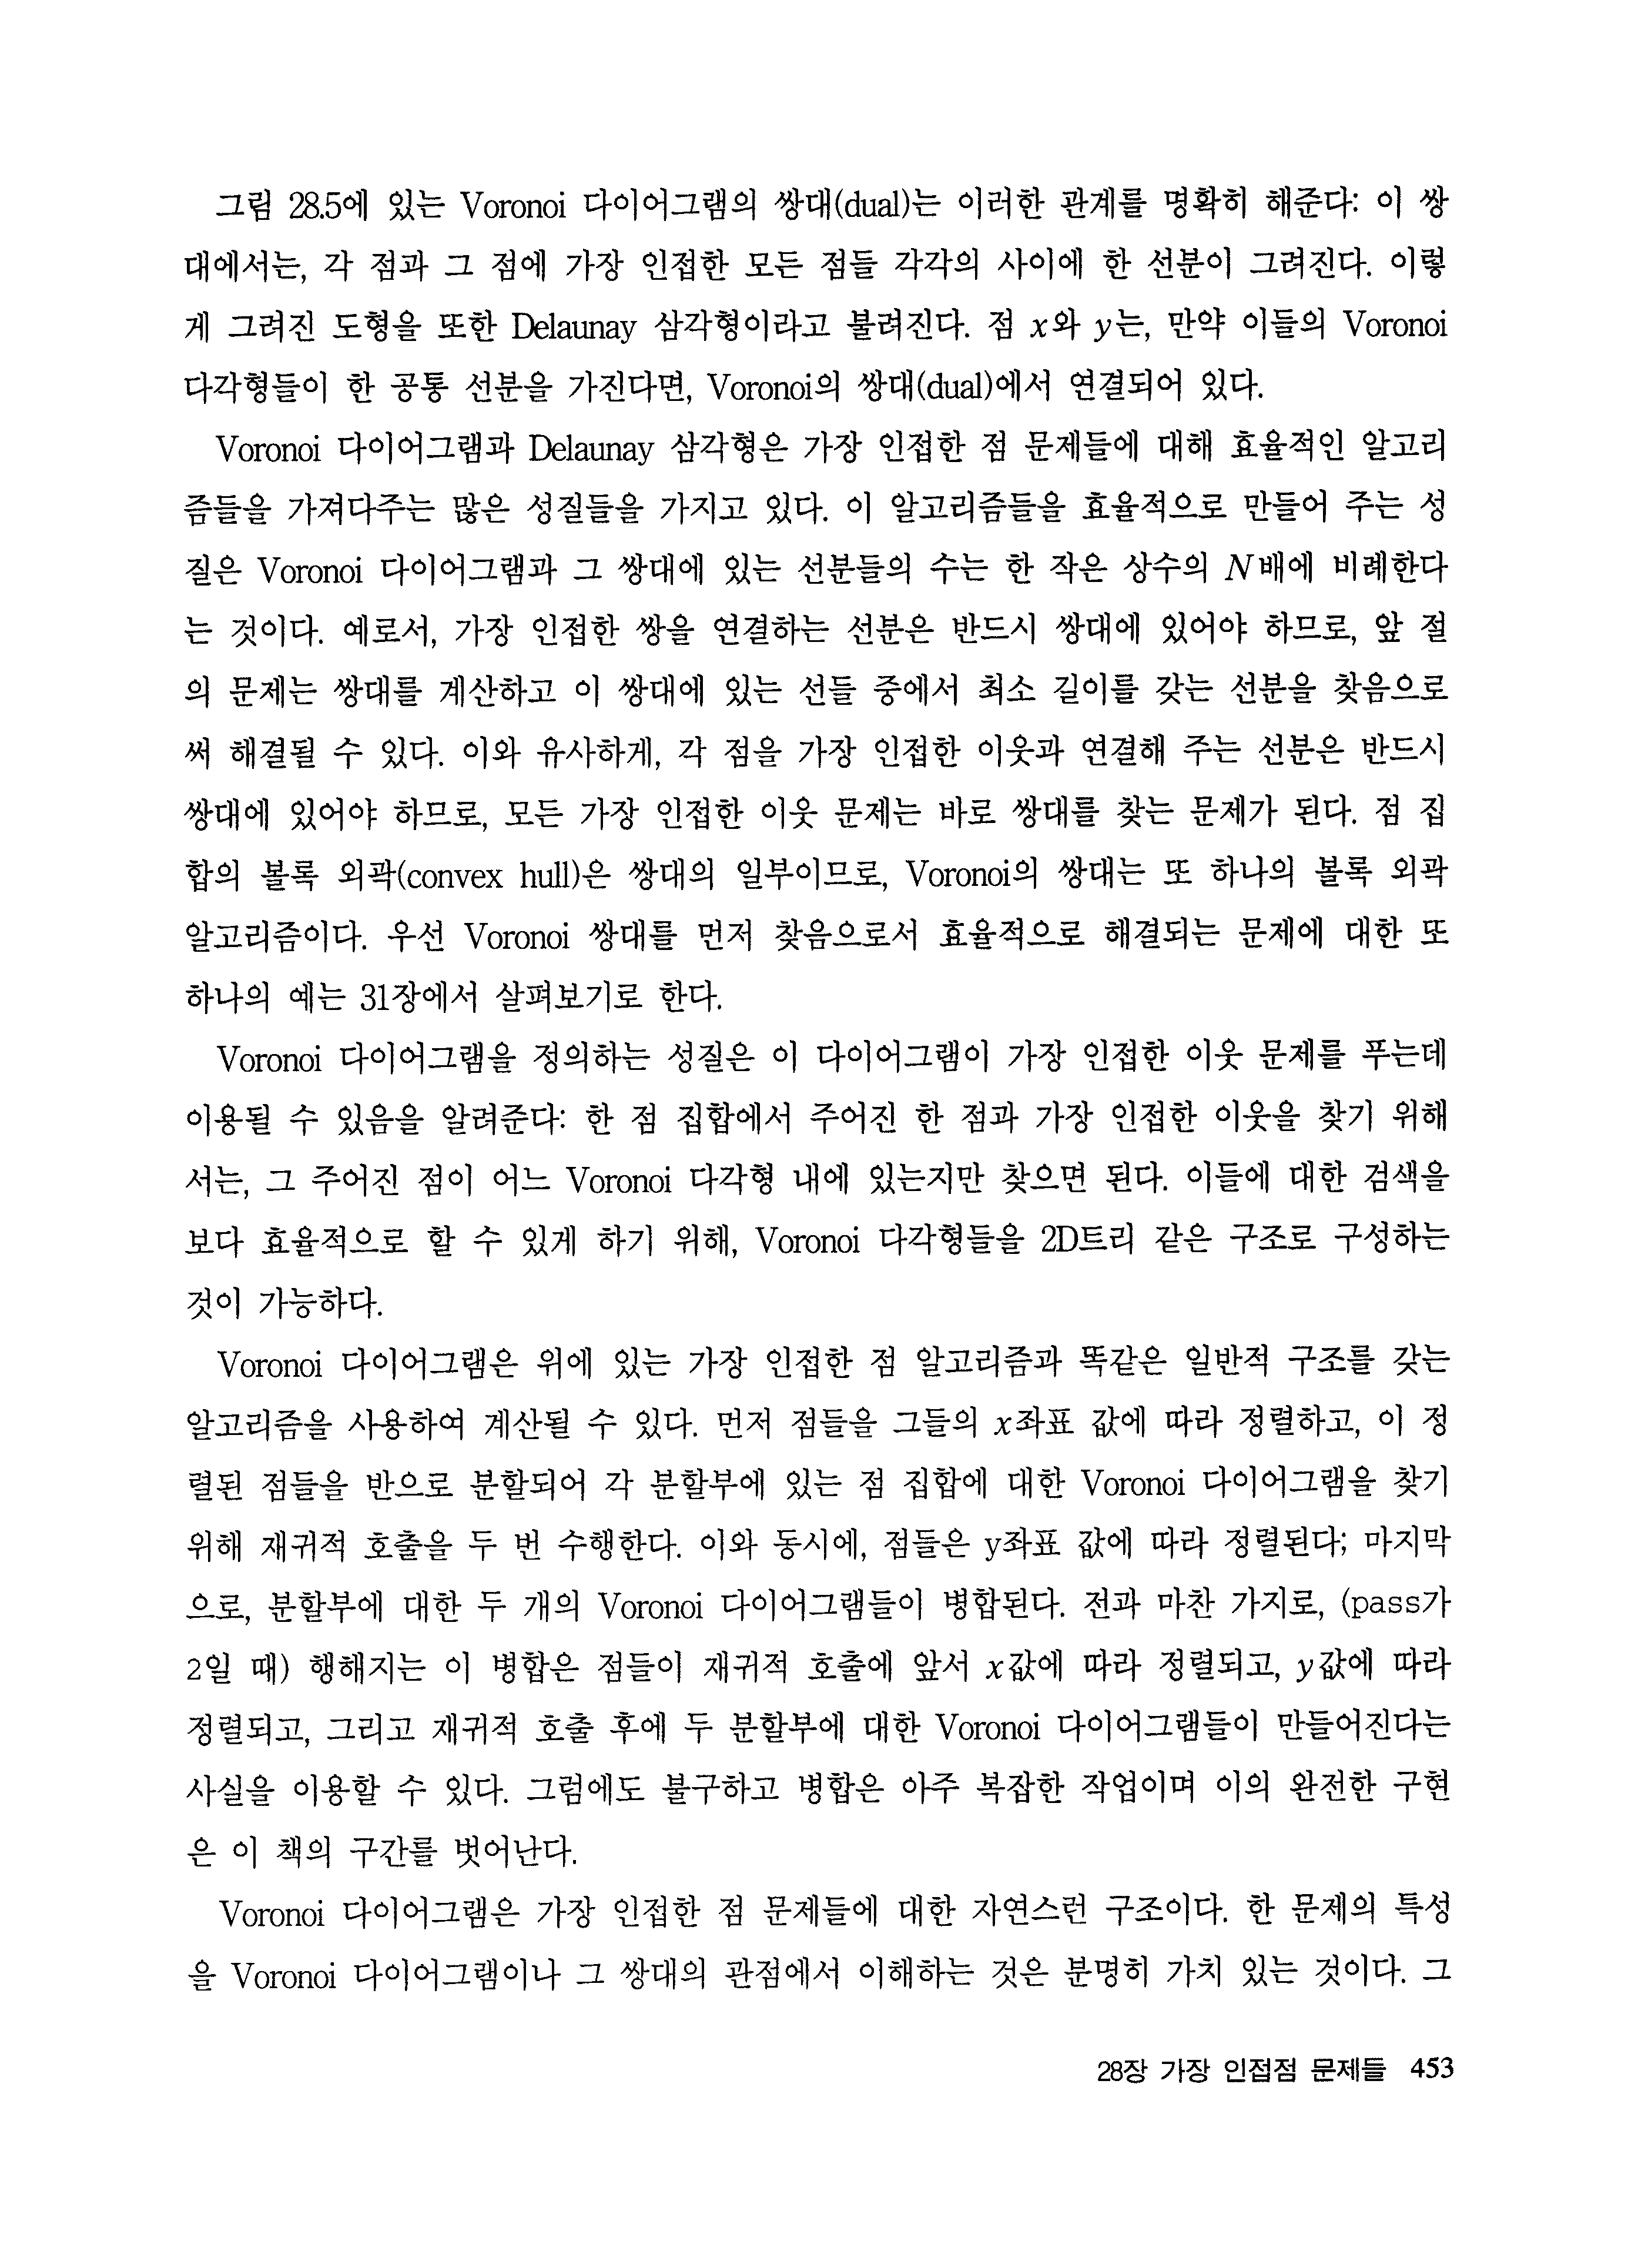 그림 28.5에 있는 Voronoi 다이어그램의 쌍대(dual)는 이러한 관계를 명확히 해준다: 이 쌍
대에서는, 각 점과 그 점에 가장 인접한 모든 점들 각각의 사이에 한 선분이 그려진다. 이렇
게 그려진 도형을 또한 Delaunay 삼각형이라고 불려진다. 점 x와 y는, 만약 이들의 Voronoi
다각형들이 한 공통 선분을 가진다면, Voronoi의 쌍대(dual)에서 연결되어 있다.
Voronoi 다이어그램과 Delaunay 삼각형은 가장 인접한 점 문제들에 대해 효율적인 알고리
즘들을 가져다주는 많은 성질들을 가지고 있다. 이 알고리즘들을 효율적으로 만들어 주는 성
질은 Voronoi 다이어그램과 그 쌍대에 있는 선분들의 수는 한 작은 상수의 N배에 비례한다
는 것이다. 예로서, 가장 인접한 쌍을 연결하는 선분은 반드시 쌍대에 있어야 하므로, 앞 절
의 문제는 쌍대를 계산하고 이 쌍대에 있는 선들 중에서 최소 길이를 갖는 선분을 찾음으로
써 해결될 수 있다. 이와 유사하게, 각 점을 가장 인접한 이웃과 연결해 주는 선분은 반드시
쌍대에 있어야 하므로, 모든 가장 인접한 이웃 문제는 바로 쌍대를 찾는 문제가 된다. 점 집
합의 볼록 외곽(convex hull)은 쌍대의 일부이므로, Voronoi의 쌍대는 또 하나의 볼록 외곽
알고리즘이다. 우선 Voronoi 쌍대를 먼저 찾음으로서 효율적으로 해결되는 문제에 대한 또
하나의 예는 31장에서 살펴보기로 한다.
Voronoi 다이어그램을 정의하는 성질은 이 다이어그램이 가장 인접한 이웃 문제를 푸는데
이용될 수 있음을 알려준다: 한 점 집합에서 주어진 한 점과 가장 인접한 이웃을 찾기 위해
서는, 그 주어진 점이 어느 Voronoi 다각형 내에 있는지만 찾으면 된다. 이들에 대한 검색을
보다 효율적으로 할 수 있게 하기 위해, Voronoi 다각형들을 2D트리 같은 구조로 구성하는
것이 가능하다.
Voronoi 다이어그램은 위에 있는 가장 인접한 점 알고리즘과 똑같은 일반적 구조를 갖는
알고리즘을 사용하여 계산될 수 있다. 먼저 점들을 그들의 x좌표 값에 따라 정렬하고, 이 정
렬된 점들을 반으로 분할되어 각 분할부에 있는 점 집합에 대한 Voronoi 다이어그램을 찾기
위해 재귀적 호출을 두 번 수행한다. 이와 동시에, 점들은 y좌표 값에 따라 정렬된다; 마지막
으로, 분할부에 대한 두 개의 Voronoi 다이어그램들이 병합된다. 전과 마찬 가지로, (pass가
2일 때) 행해지는 이 병합은 점들이 재귀적 호출에 앞서 x값에 따라 정렬되고, y값에 따라
정렬되고, 그리고 재귀적 호출 후에 두 분할부에 대한 Voronoi 다이어그램들이 만들어진다는
사실을 이용할 수 있다. 그럼에도 불구하고 병합은 아주 복잡한 작업이며 이의 완전한 구현
은 이 책의 구간를 벗어난다.
Voronoi 다이어그램은 가장 인접한 점 문제들에 대한 자연스런 구조이다. 한 문제의 특성
을 Voronoi 다이어그램이나 그 쌍대의 관점에서 이해하는 것은 분명히 가치 있는 것이다. 그
28장 가장 인접점 문제들 453